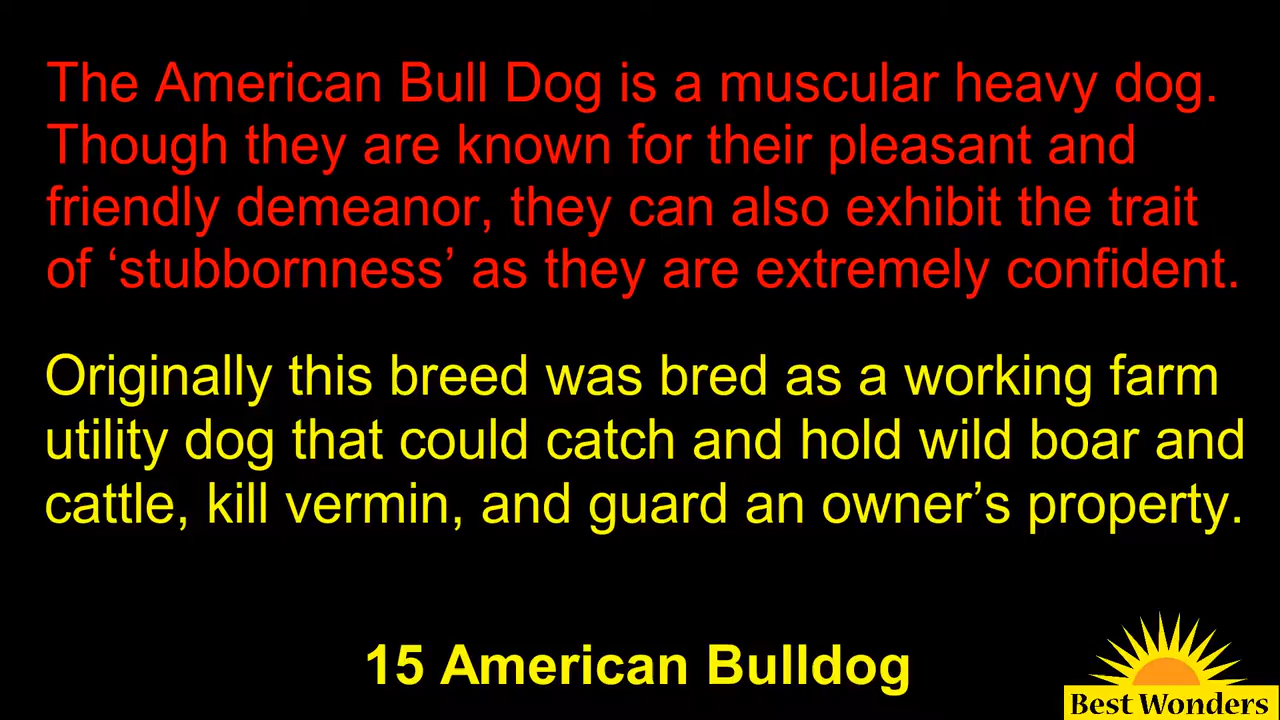 The American Bull Dog is a muscular heavy dog.
Though they are known for their pleasant and
friendly demeanor, they can also exhibit the trait
of ‘stubbornness’ as they are extremely confident.
Originally this breed was bred as a working farm
utility dog that could catch and hold wild boar and
cattle, kill vermin, and guard an owner’s property.
15 American Bulldog
Best Wonders